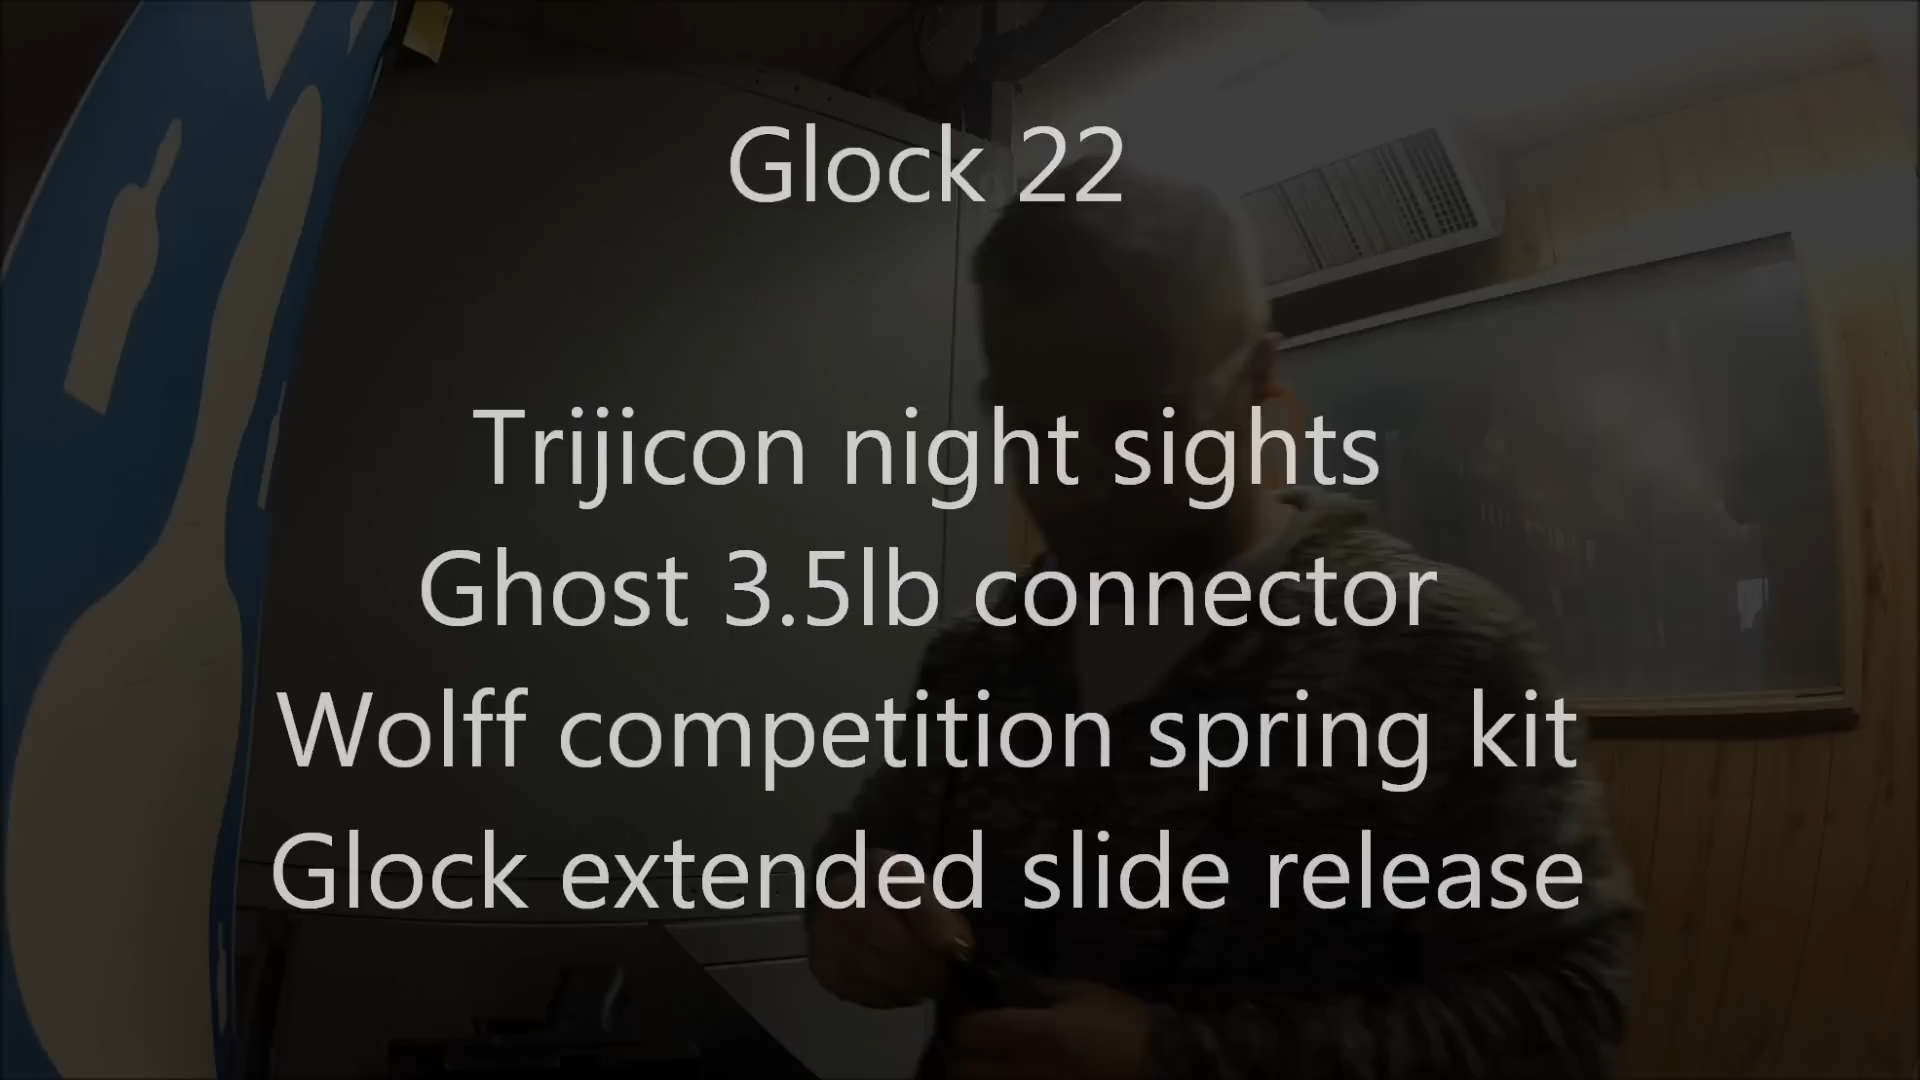 Glock 22
Trijicon night sights
Ghost 3.5lb connector
Wolff competition spring kit
Glock extended slide release